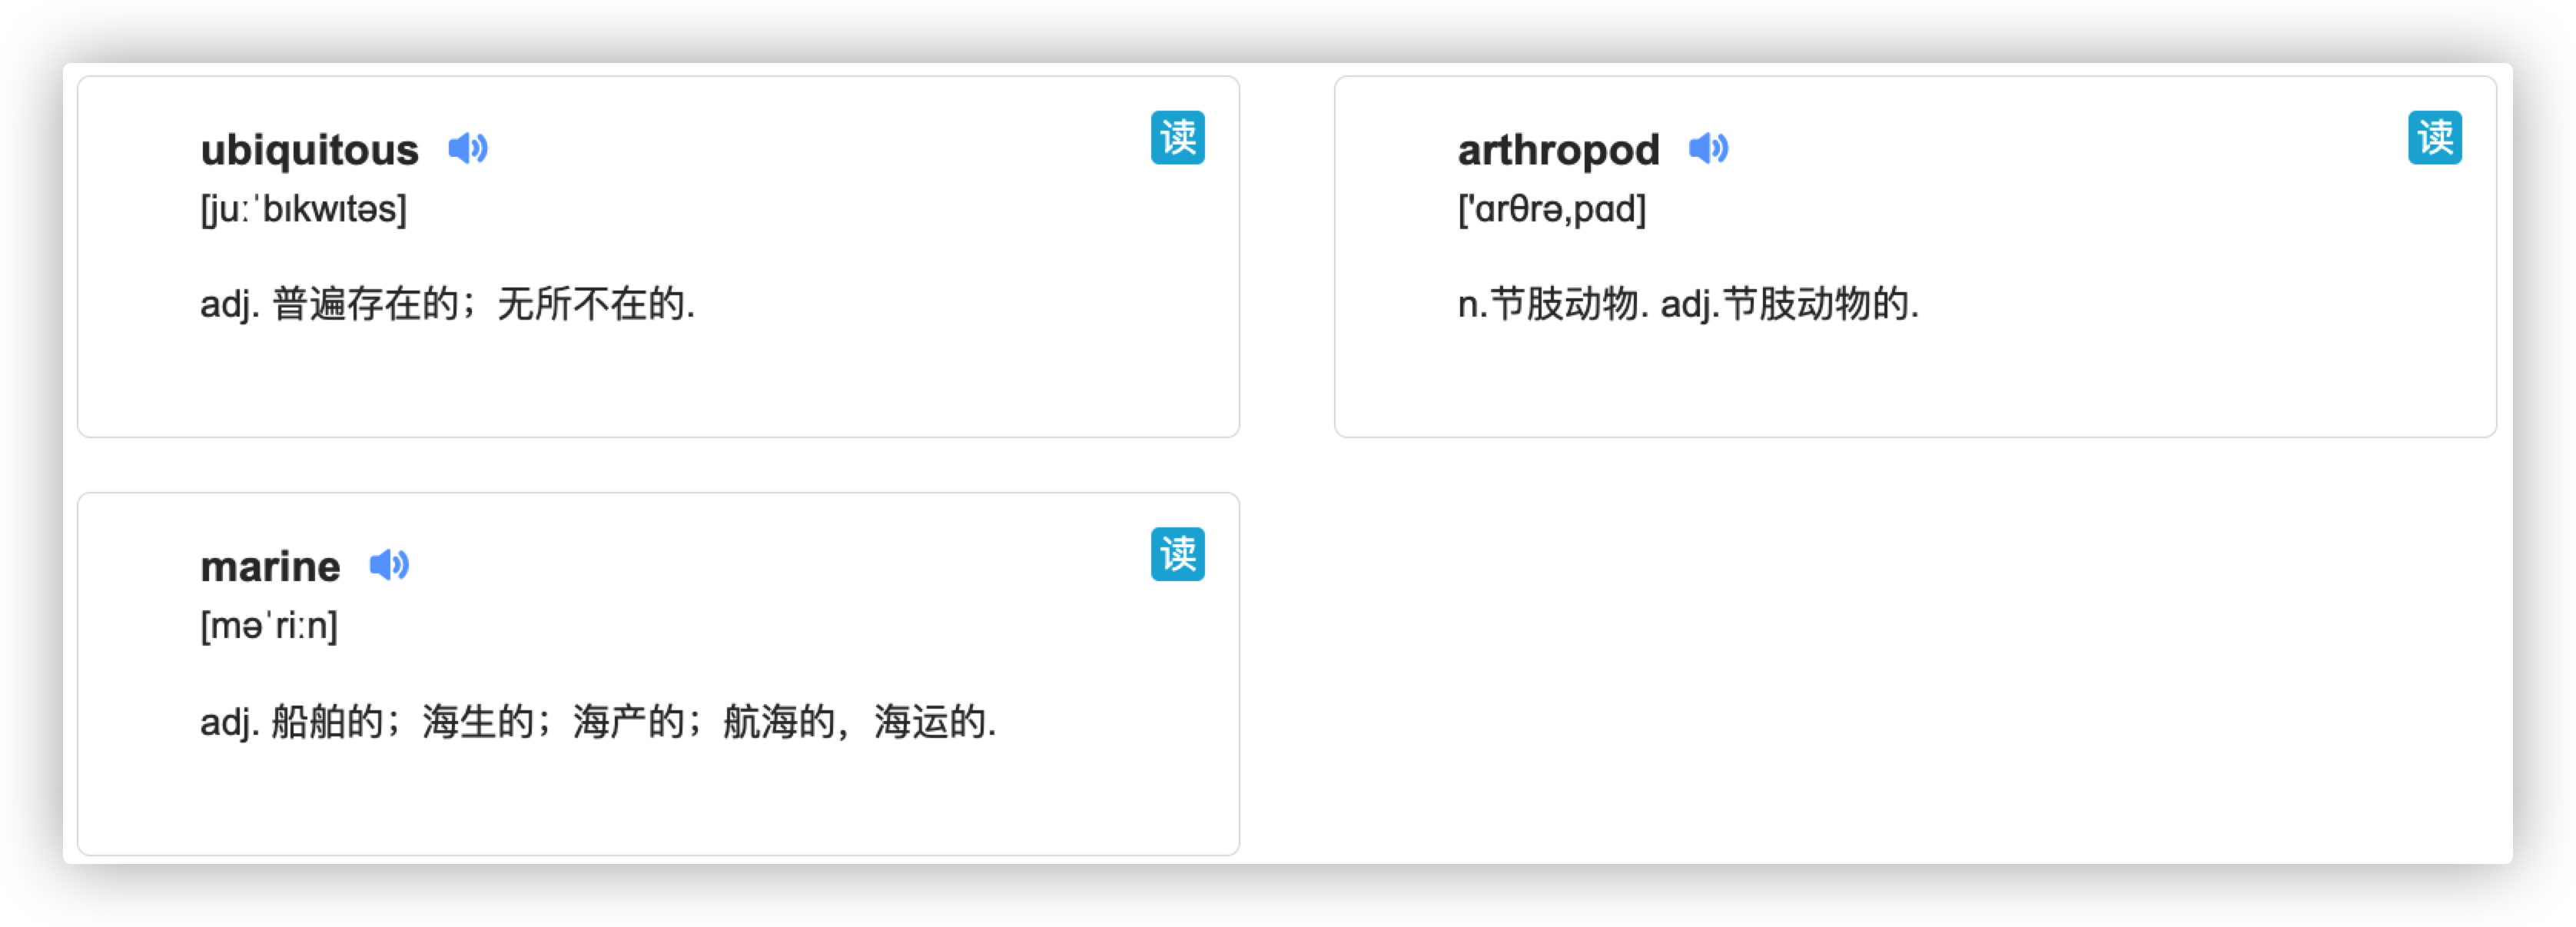 ubiquitous
读
[juːˈbɪkwɪtəs]
adj. 普遍存在的；无所不在的.
arthropod
读
['ɑrθrə,pɑd]
n.节肢动物. adj.节肢动物的.
marine
读
[məˈriːn]
adj. 船舶的；海生的；海产的；航海的，海运的.